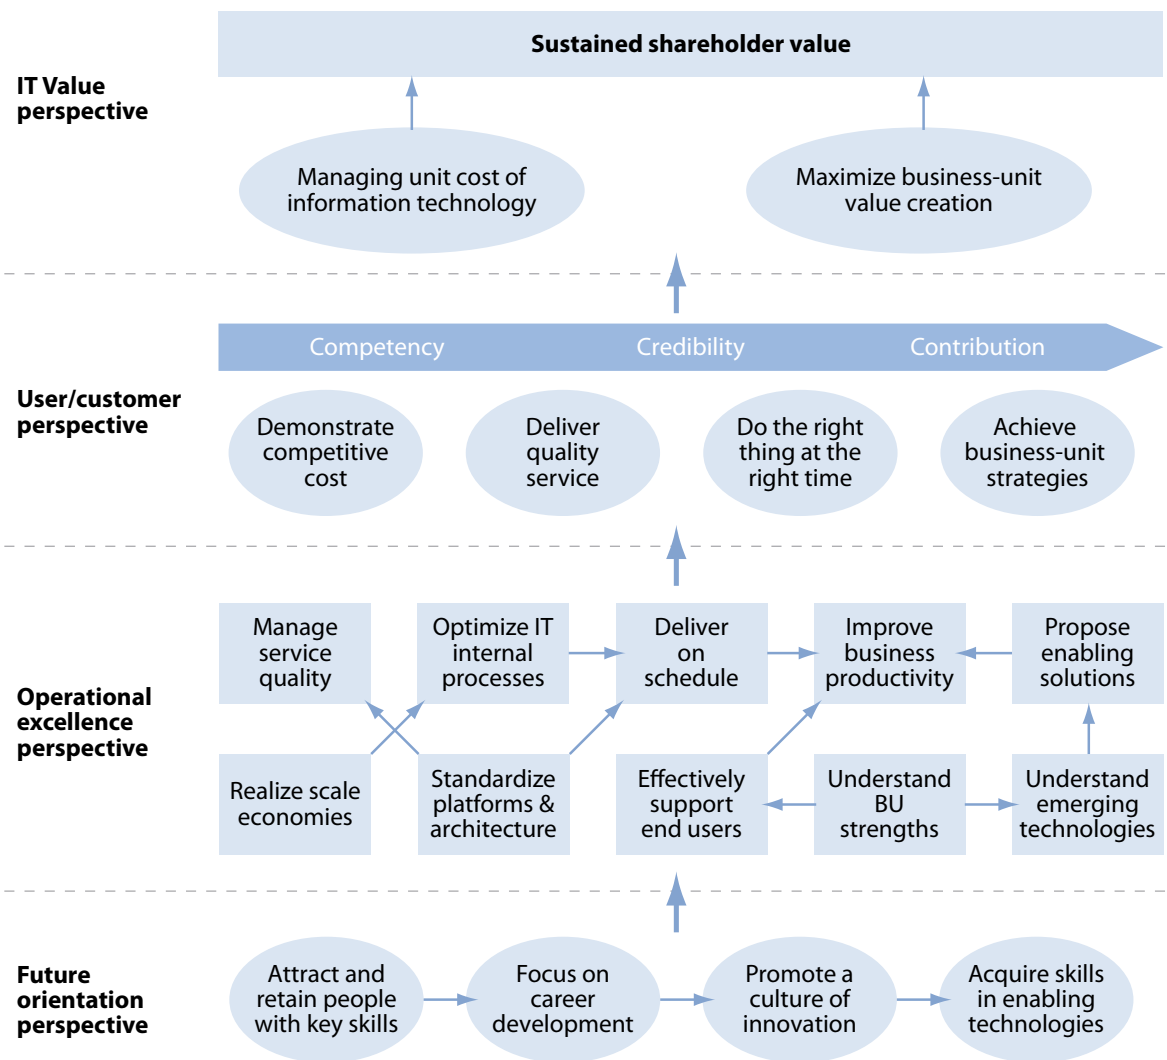 IT Value
perspective
Sustained shareholder value
Managing unit cost of
information technology
Maximize business-unit
value creation
User/customer
perspective
Competency
Credibility
Contribution
Demonstrate
competitive
cost
Deliver
quality
service
Do the right
thing at the
right time
Achieve
business-unit
strategies
Operational
excellence
perspective
Manage
service
quality
Optimize IT
internal
processes
Deliver
on
schedule
Improve
business
productivity
Propose
enabling
solutions
Realize scale
economies
Standardize
platforms &
architecture
Effectively
support
end users
Understand
BU
strengths
Understand
emerging
technologies
Future
orientation
perspective
Attract and
retain people
with key skills
Focus on
career
development
Promote a
culture of
innovation
Acquire skills
in enabling
technologies